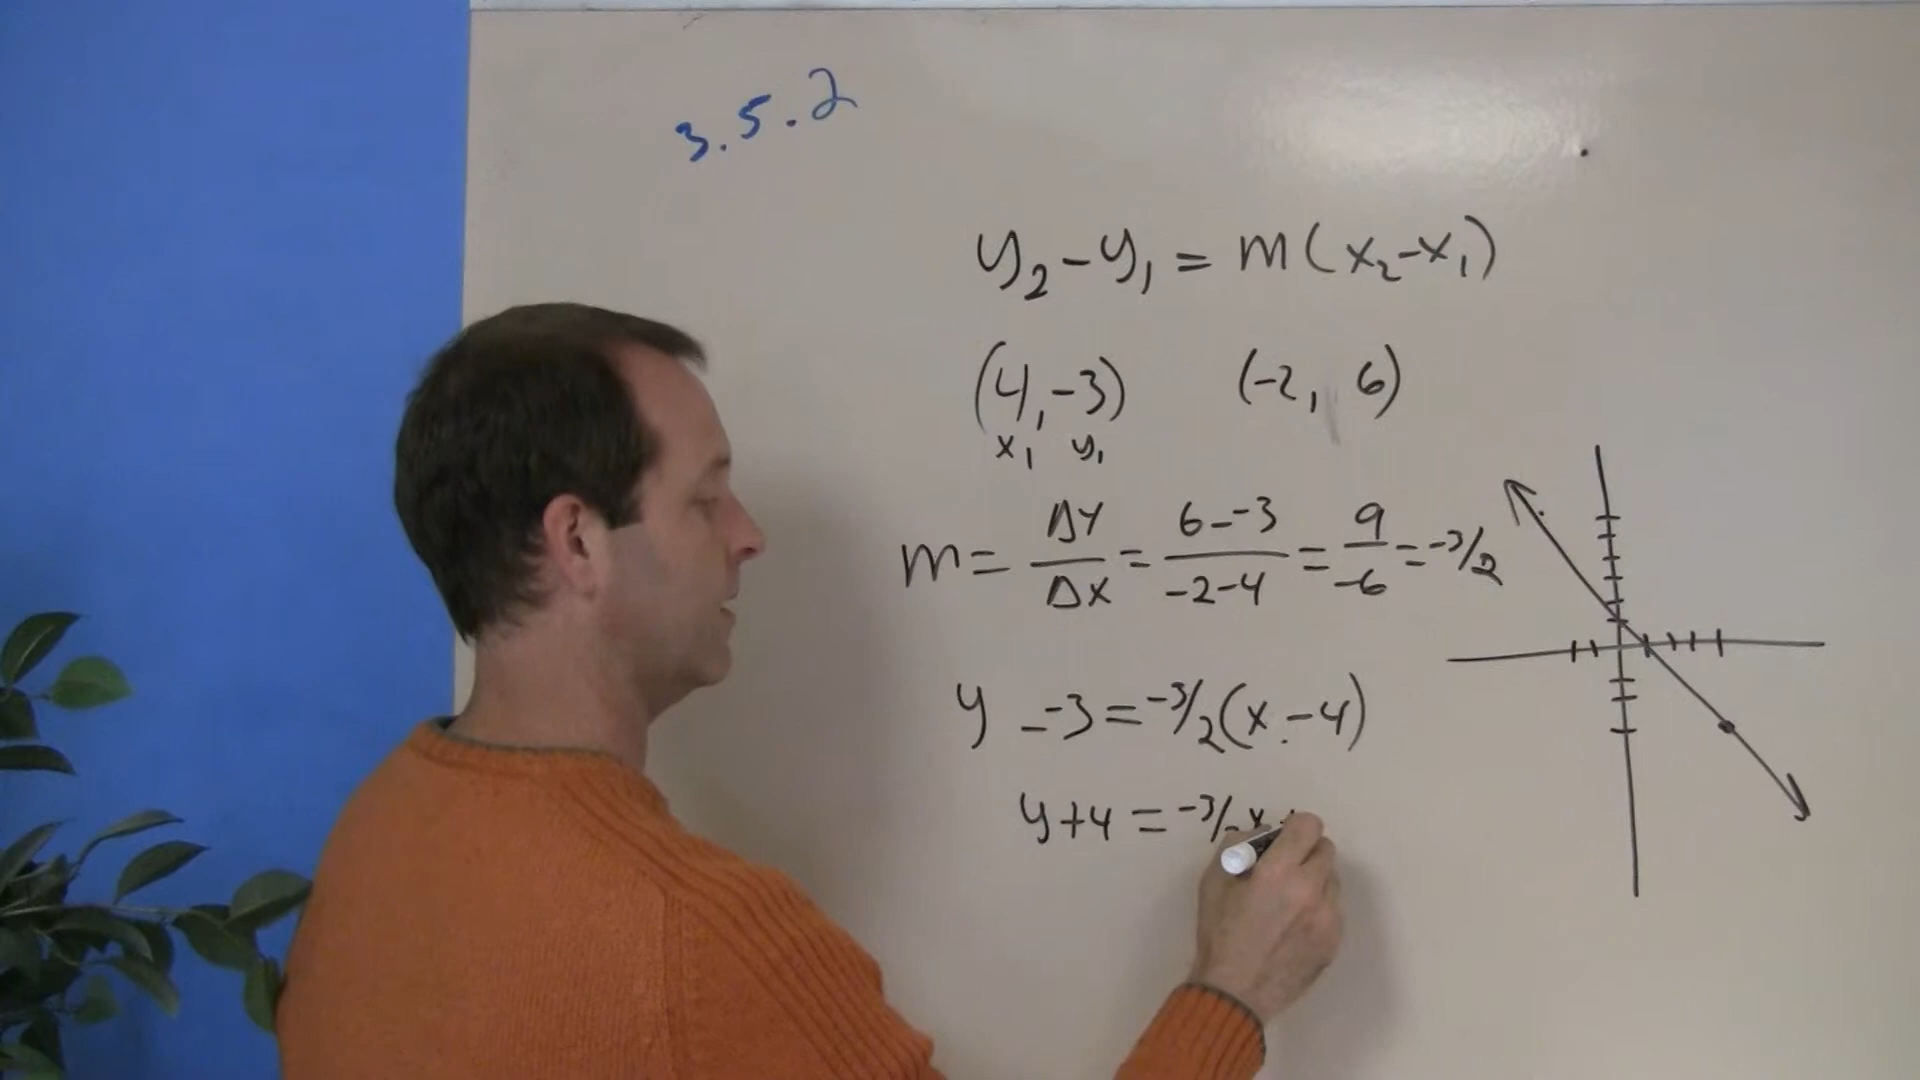 3.5.2
y₂-y₁ = m(x₂-x₁)
(4,-3) (-2, 6)
x₁ y₁
m = ΔY/ΔX = 6--3/-2-4 = 9/-6 = -3/2
y --3 = -3/2(x -4)
y+4 = -3/2x